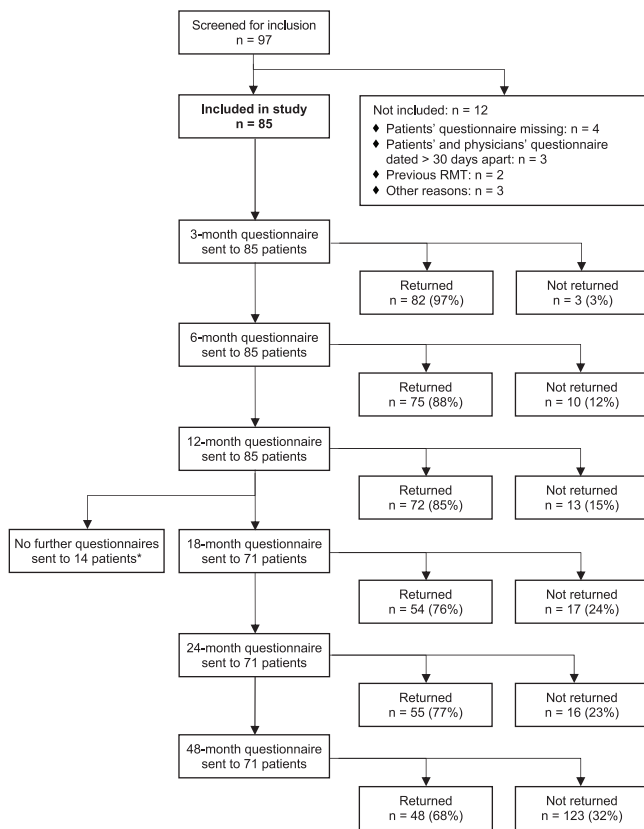 Screened for inclusion
n = 97
Included in study
n = 85
Not included: n = 12
♦ Patients' questionnaire missing: n = 4
♦ Patients' and physicians' questionnaire
dated > 30 days apart: n = 3
♦ Previous RMT: n = 2
♦ Other reasons: n = 3
3-month questionnaire
sent to 85 patients
Returned
n = 82 (97%)
Not returned
n = 3 (3%)
6-month questionnaire
sent to 85 patients
Returned
n = 75 (88%)
Not returned
n = 10 (12%)
12-month questionnaire
sent to 85 patients
Returned
n = 72 (85%)
Not returned
n = 13 (15%)
No further questionnaires
sent to 14 patients*
18-month questionnaire
sent to 71 patients
Returned
n = 54 (76%)
Not returned
n = 17 (24%)
24-month questionnaire
sent to 71 patients
Returned
n = 55 (77%)
Not returned
n = 16 (23%)
48-month questionnaire
sent to 71 patients
Returned
n = 48 (68%)
Not returned
n = 123 (32%)